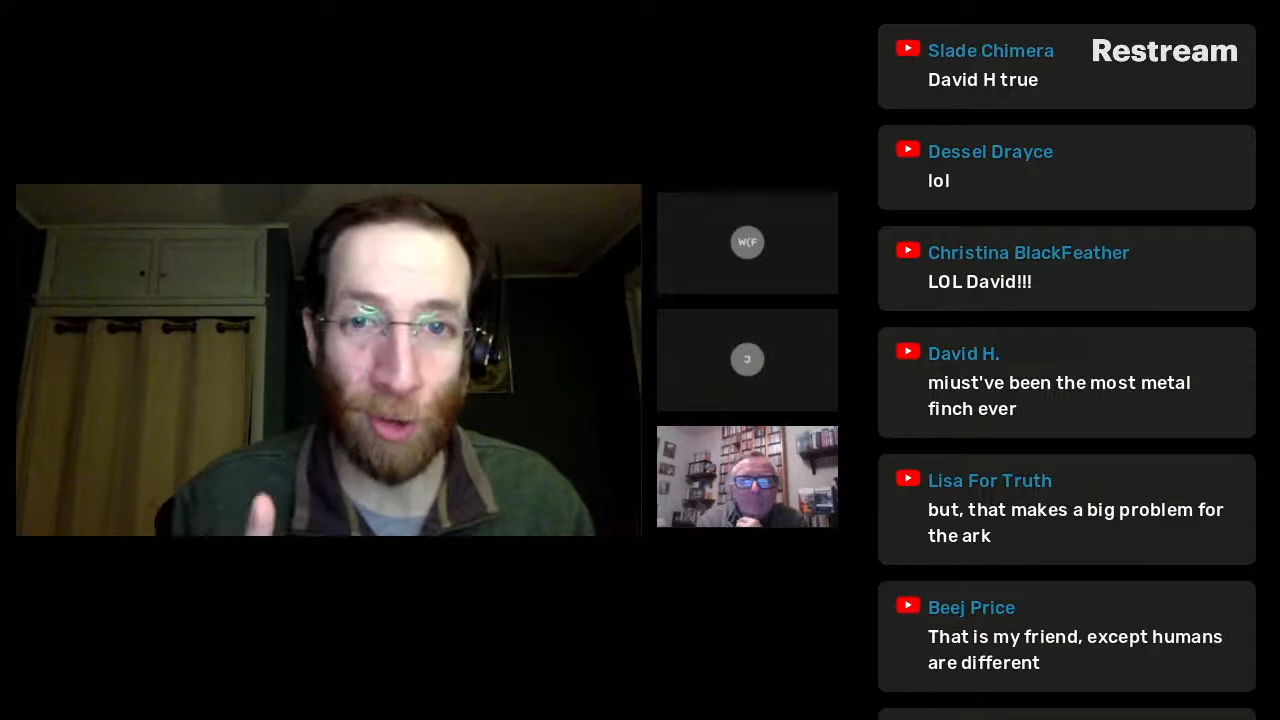 Restream
Slade Chimera
David H true
Dessel Drayce
lol
Christina BlackFeather
LOL David!!!
David H.
miust've been the most metal
finch ever
Lisa For Truth
but, that makes a big problem for
the ark
Beej Price
That is my friend, except humans
are different
W(F
J